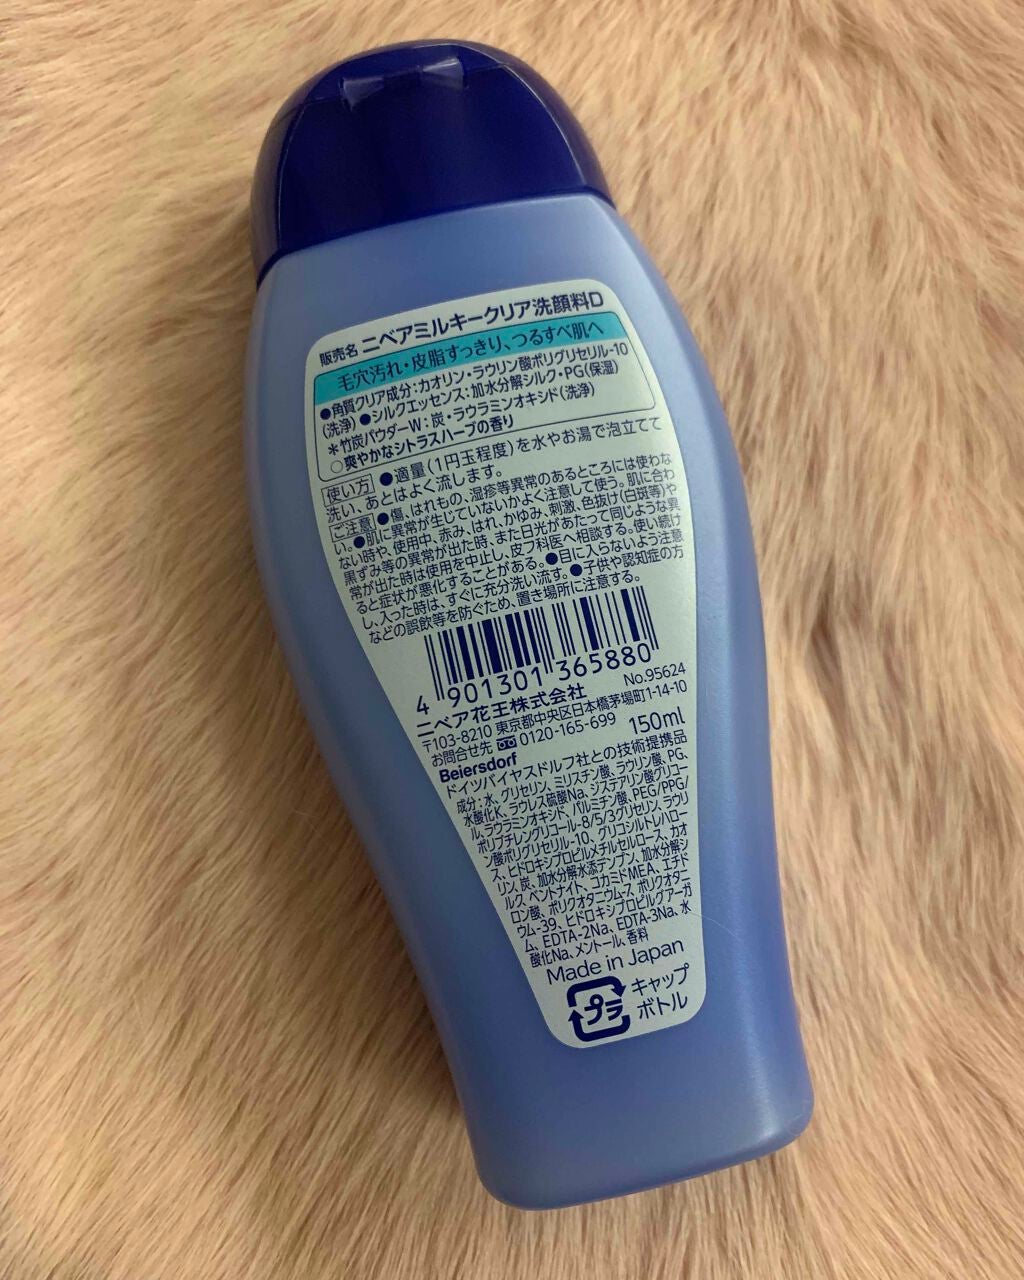 販売名 ニベアミルキークリア洗顔料D
毛穴汚れ・皮脂すっきり、つるすべ肌へ
●角質クリア成分:カオリン・ラウリン酸ポリグリセリル-10
(洗浄) ●シルクエッセンス:加水分解シルク・PG(保湿)
＊竹炭パウダーW:炭・ラウラミンオキシド(洗浄)
○爽やかなシトラスハーブの香り
使い方 ●適量(1円玉程度)を水やお湯で泡立てて
洗い、あとはよく流します。
ご注意 ●傷、はれもの、湿疹等異常のあるところには使わな
い。●肌に異常が生じていないかよく注意して使う。肌に合わ
ない時や、使用中、赤み、はれ、かゆみ、刺激、色抜け(白斑等)や
黒ずみ等の異常が出た時、また日光があたって同じような異
常が出た時は使用を中止し、皮フ科医へ相談する。使い続け
ると症状が悪化することがある。●目に入らないよう注意
し、入った時は、すぐに充分洗い流す。●子供や認知症の方
などの誤飲等を防ぐため、置き場所に注意する。
4 901301 365880
No.95624
ニベア花王株式会社
〒103-8210 東京都中央区日本橋茅場町1-14-10
お問合せ先 0120-165-699 150ml
Beiersdorf
ドイツバイヤスドルフ社との技術提携品
成分:水、グリセリン、ミリスチン酸、ラウリン酸、PG、
水酸化K、ラウレス硫酸Na、ジステアリン酸グリコー
ル、ラウラミンオキシド、パルミチン酸、PEG/PPG/
ポリブチレングリコール-8/5/3グリセリン、ラウリ
ン酸ポリグリセリル-10、グリコシルトレハロー
ス、ヒドロキシプロピルメチルセルロース、カオ
リン、炭、加水分解水添デンプン、加水分解シ
ルク、ベントナイト、コカミドMEA、エチド
ロン酸、ポリクオタニウム-7、ポリクオタニ
ウム-39、ヒドロキシプロピルグアーガ
ム、EDTA-2Na、EDTA-3Na、水
酸化Na、メントール、香料
Made in Japan
プラ キャップ
ボトル